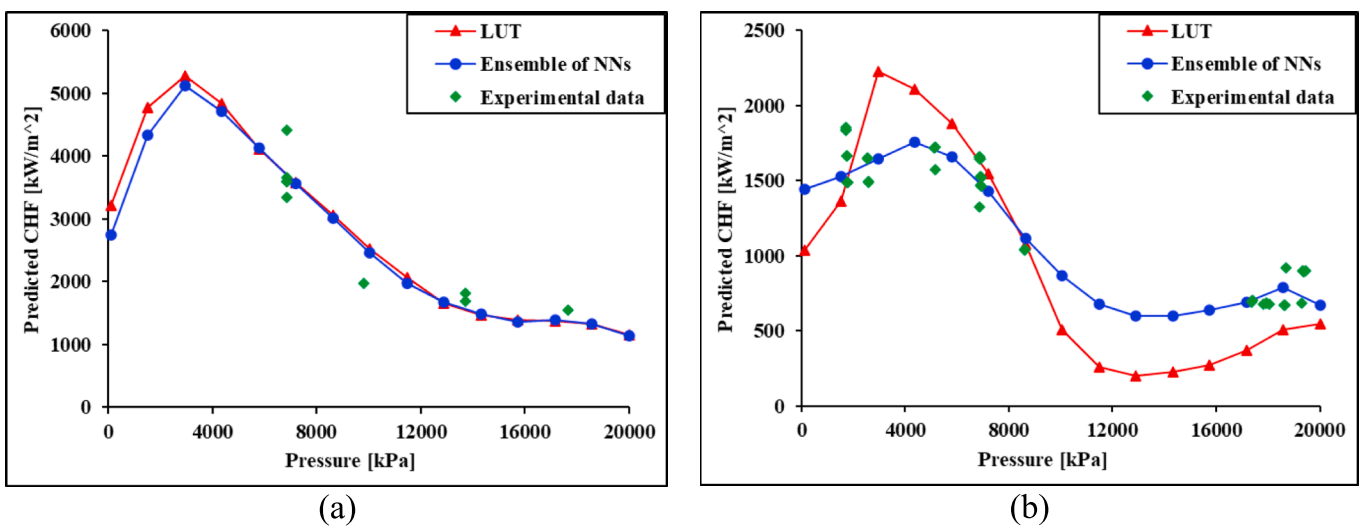 6000
5000
4000
3000
2000
1000
0
Predicted CHF [kW/m^2]
LUT
Ensemble of NNs
Experimental data
0 4000 8000 12000 16000 20000
Pressure [kPa]
(a)
2500
2000
1500
1000
500
0
Predicted CHF [kW/m^2]
LUT
Ensemble of NNs
Experimental data
0 4000 8000 12000 16000 20000
Pressure [kPa]
(b)